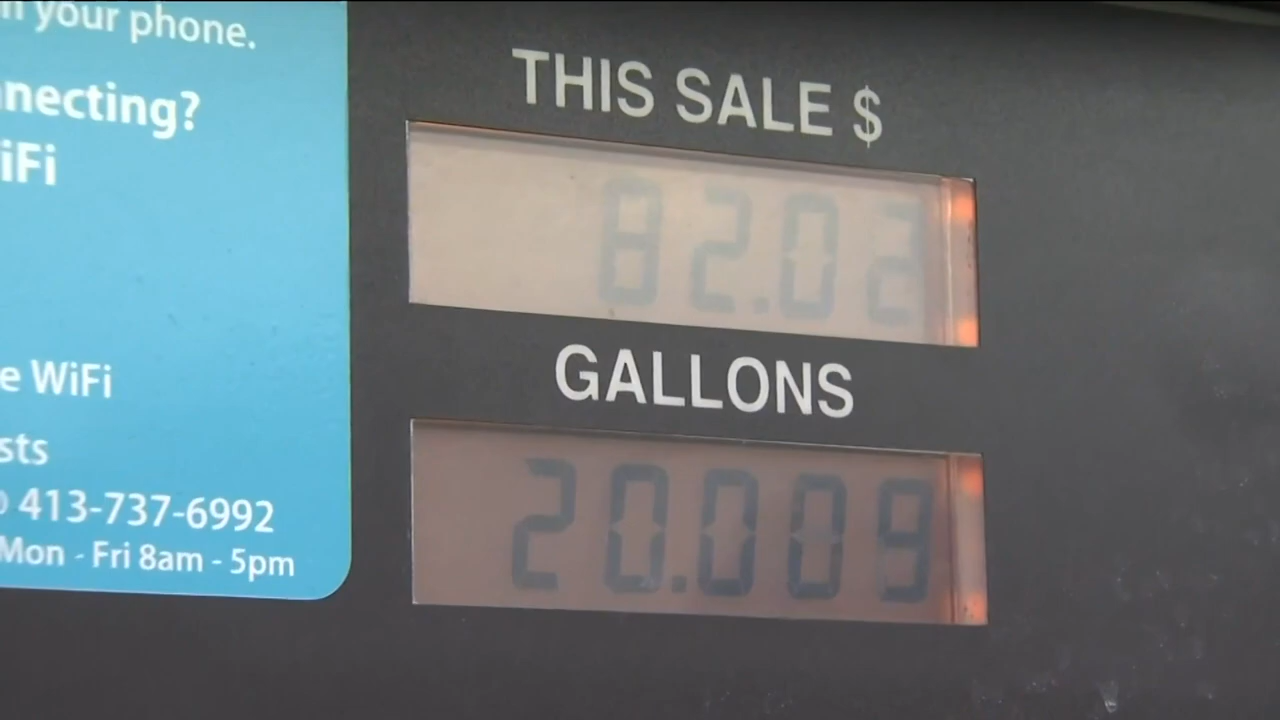 your phone.
nnecting?
iFi
e WiFi
sts
413-737-6992
Mon - Fri 8am - 5pm
THIS SALE $
82.02
GALLONS
20.009